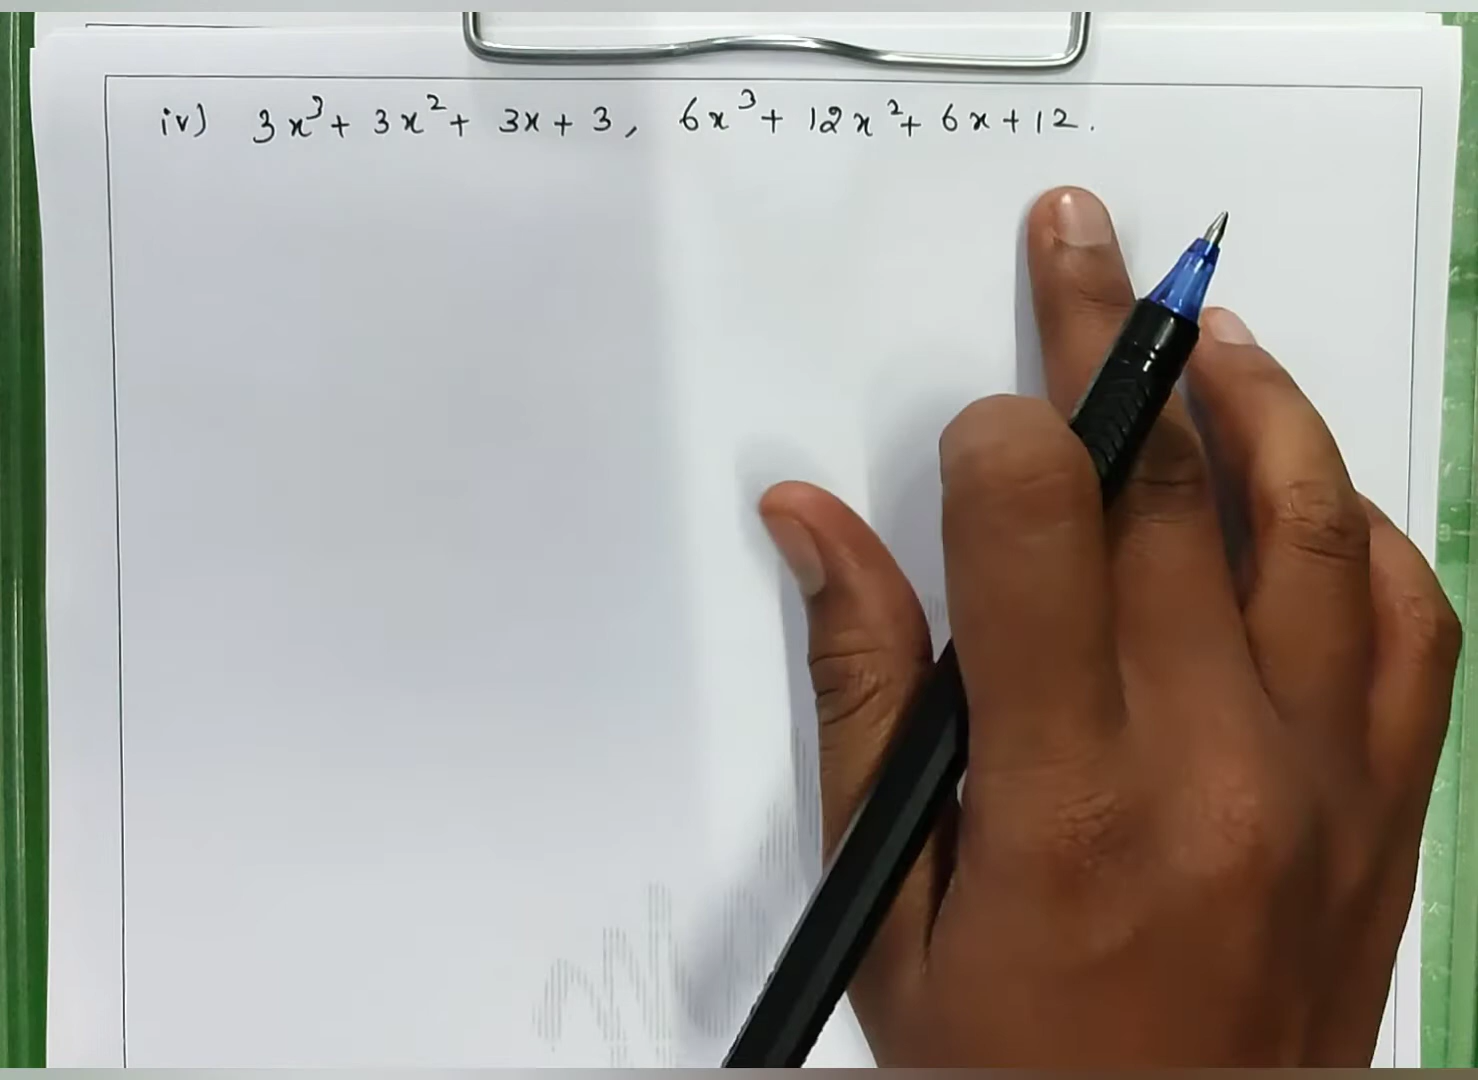 iv) 3x³ + 3x² + 3x + 3, 6x³ + 12x² + 6x + 12.